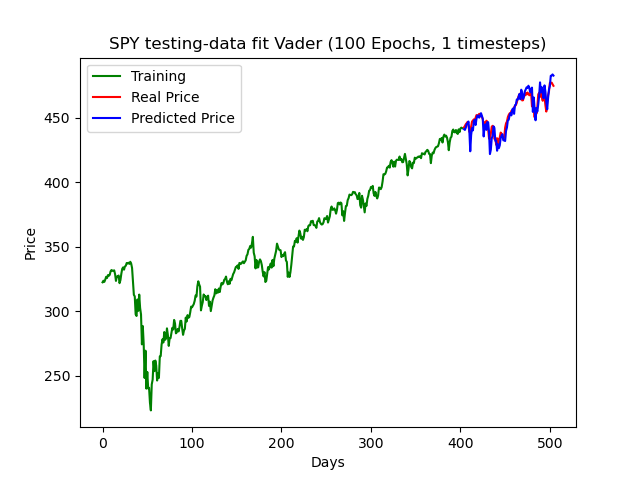 SPY testing-data fit Vader (100 Epochs, 1 timesteps)
Training
Real Price
Predicted Price
450
400
350
300
250
Price
0 100 200 300 400 500
Days